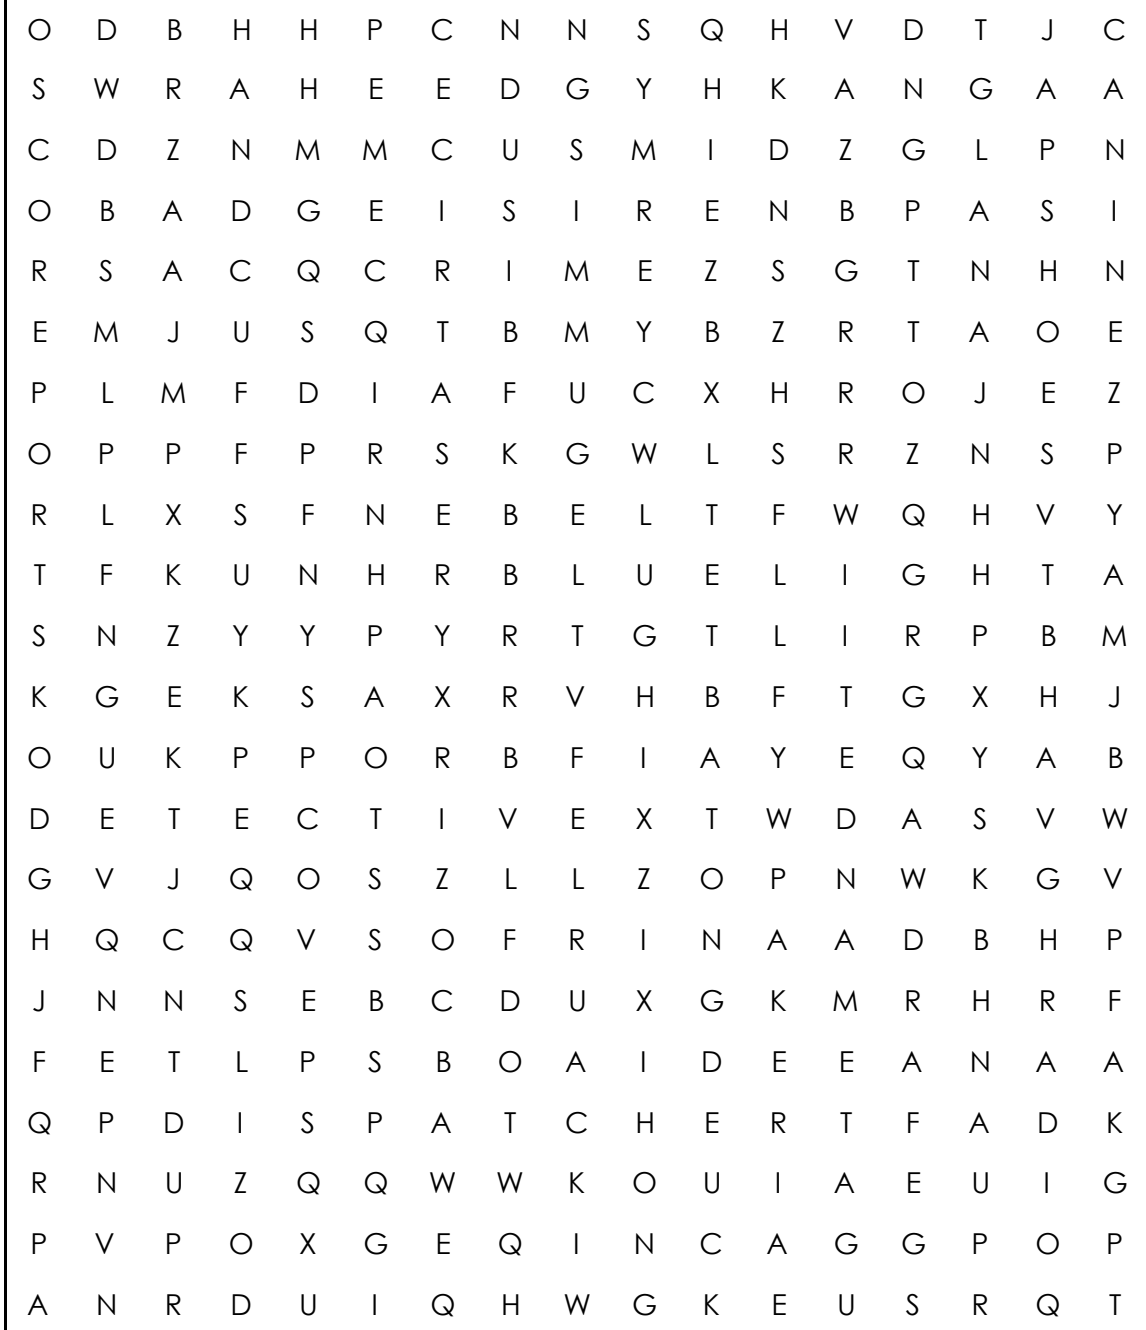 O D B H H P C N N S Q H V D T J C
S W R A H E E D G Y H K A N G A A
C D Z N M M C U S M I D Z G L P N
O B A D G E I S I R E N B P A S I
R S A C Q C R I M E Z S G T N H N
E M J U S Q T B M Y B Z R T A O E
P L M F D I A F U C X H R O J E Z
O P P F P R S K G W L S R Z N S P
R L X S F N E B E L T F W Q H V Y
T F K U N H R B L U E L I G H T A
S N Z Y Y P Y R T G T L I R P B M
K G E K S A X R V H B F T G X H J
O U K P P O R B F I A Y E Q Y A B
D E T E C T I V E X T W D A S V W
G V J Q O S Z L L Z O P N W K G V
H Q C Q V S O F R I N A A D B H P
J N N S E B C D U X G K M R H R F
F E T L P S B O A I D E E A N A A
Q P D I S P A T C H E R T F A D K
R N U Z Q Q W W K O U I A E U I G
P V P O X G E Q I N C A G G P O P
A N R D U I Q H W G K E U S R Q T